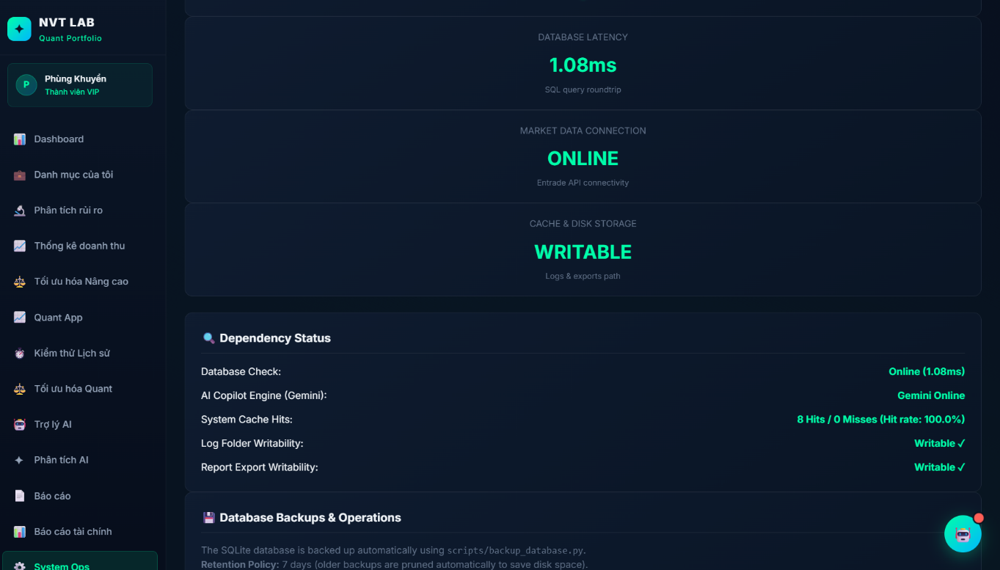 NVT LAB
Quant Portfolio
P
Phùng Khuyển
Thành viên VIP
Dashboard
Danh mục của tôi
Phân tích rủi ro
Thống kê doanh thu
Tối ưu hóa Nâng cao
Quant App
Kiểm thử Lịch sử
Tối ưu hóa Quant
Trợ lý AI
Phân tích AI
Báo cáo
Báo cáo tài chính
System Ops
DATABASE LATENCY
1.08ms
SQL query roundtrip
MARKET DATA CONNECTION
ONLINE
Entrade API connectivity
CACHE & DISK STORAGE
WRITABLE
Logs & exports path
Dependency Status
Database Check: Online (1.08ms)
AI Copilot Engine (Gemini): Gemini Online
System Cache Hits: 8 Hits / 0 Misses (Hit rate: 100.0%)
Log Folder Writability: Writable ✓
Report Export Writability: Writable ✓
Database Backups & Operations
The SQLite database is backed up automatically using scripts/backup_database.py.
Retention Policy: 7 days (older backups are pruned automatically to save disk space).